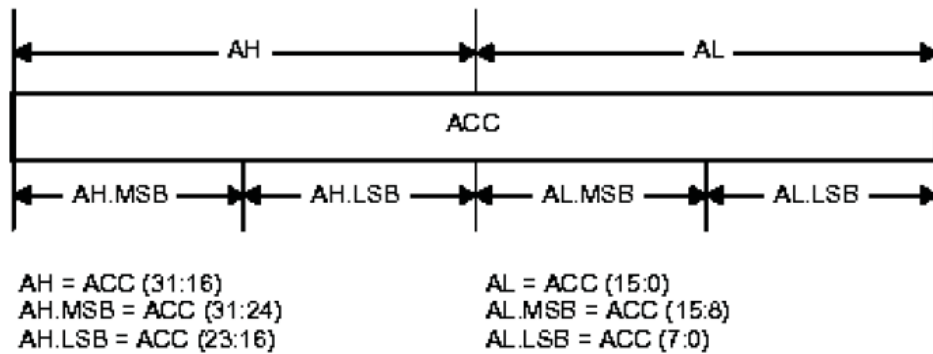 AH AL
ACC
AH.MSB AH.LSB AL.MSB AL.LSB
AH = ACC (31:16) AL = ACC (15:0)
AH.MSB = ACC (31:24) AL.MSB = ACC (15:8)
AH.LSB = ACC (23:16) AL.LSB = ACC (7:0)